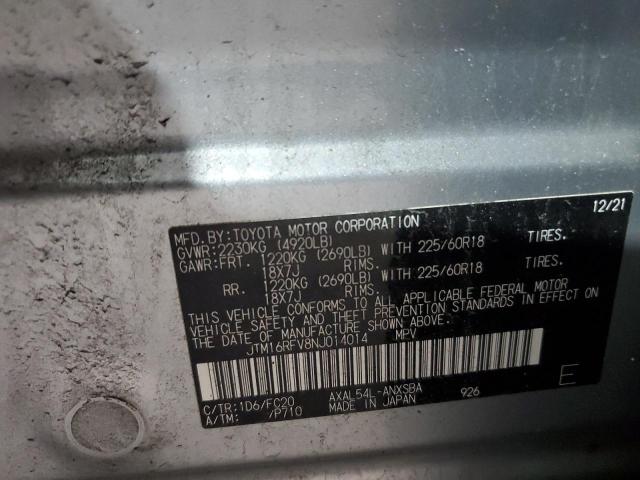 12/21
MFD.BY:TOYOTA MOTOR CORPORATION
GVWR:2230KG (4920LB)
GAWR:FRT. 1220KG (2690LB) WITH 225/60R18 TIRES.
18X7J RIMS.
RR. 1220KG (2690LB) WITH 225/60R18 TIRES.
18X7J RIMS.
THIS VEHICLE CONFORMS TO ALL APPLICABLE FEDERAL MOTOR
VEHICLE SAFETY AND THEFT PREVENTION STANDARDS IN EFFECT ON
THE DATE OF MANUFACTURE SHOWN ABOVE.
JTM16RFV8NJ014014 MPV
C/TR:1D6/FC20 AXAL54L-ANXSBA 926 E
A/TM: /P710 MADE IN JAPAN